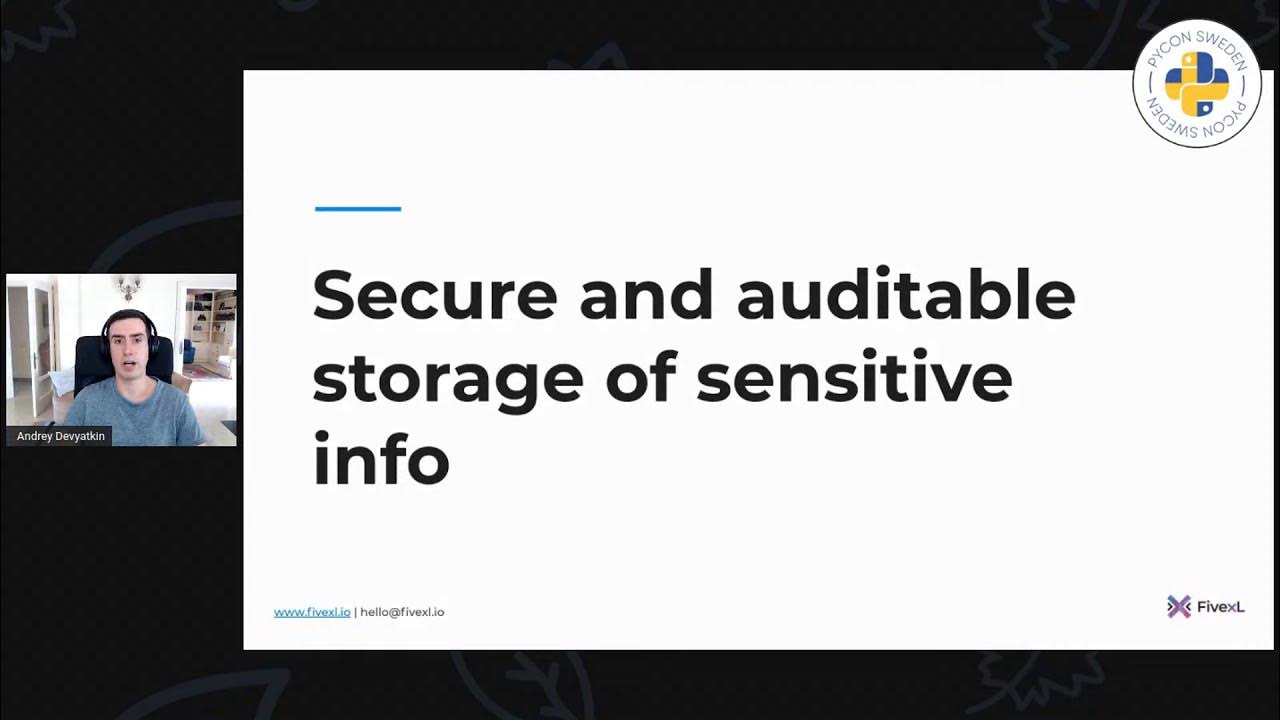 PYCON SWEDEN
PYCON SWEDEN
Secure and auditable
storage of sensitive
info
Andrey Devyatkin
www.fivexl.io | hello@fivexl.io
FivexL